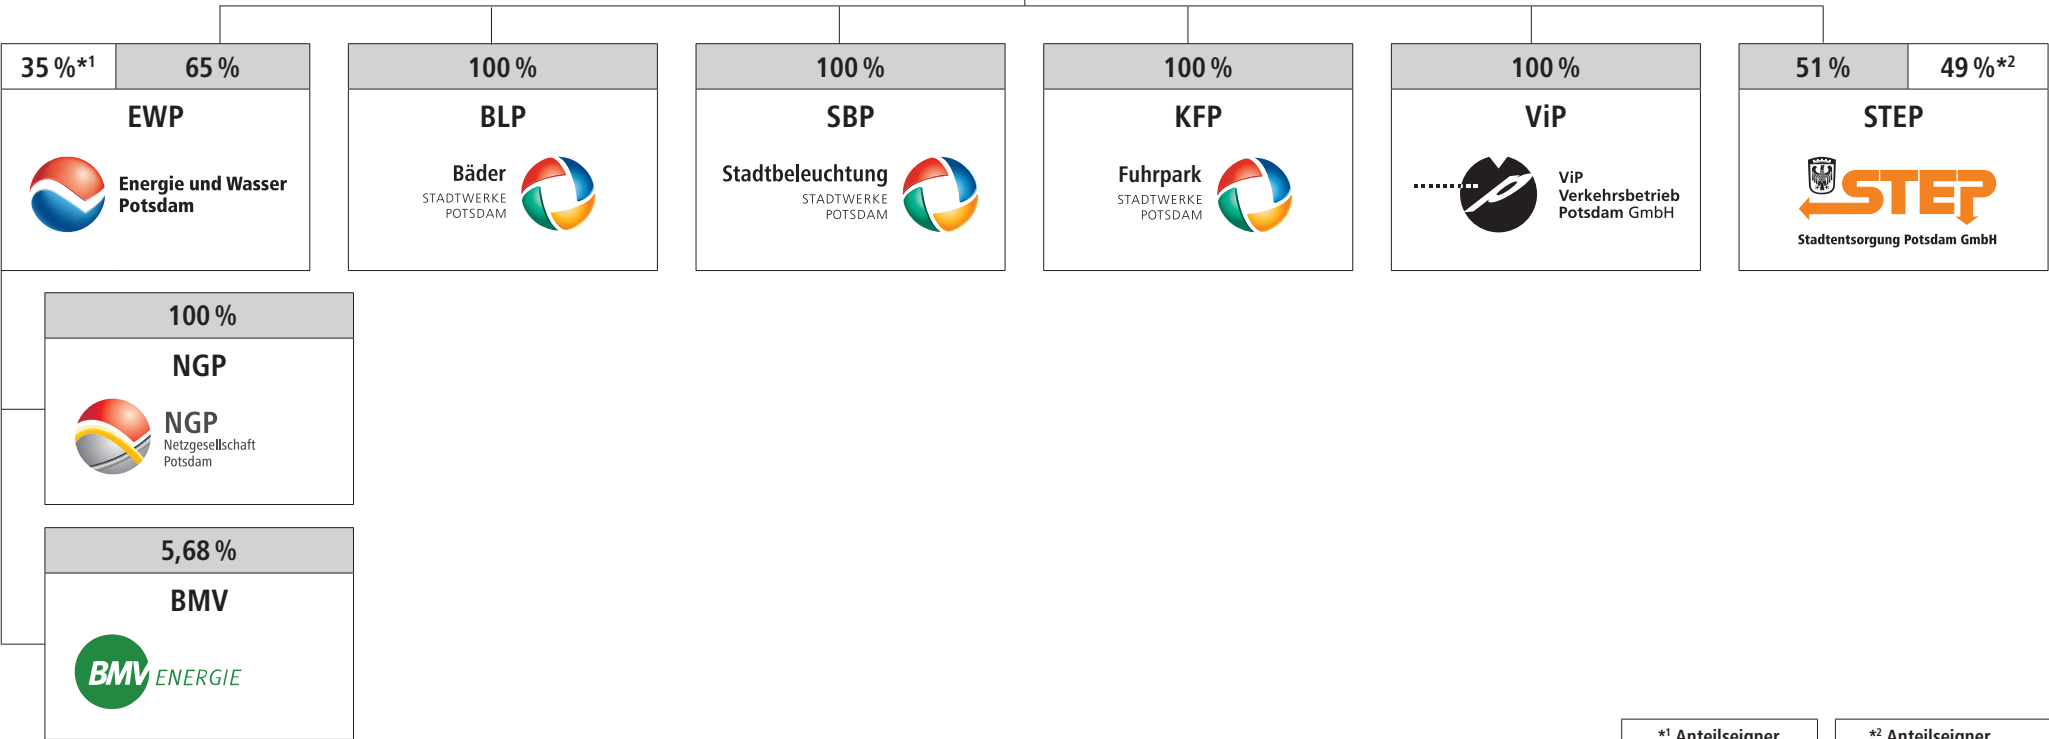 35 %*1 65 %
EWP
Energie und Wasser
Potsdam
100 %
BLP
Bäder
STADTWERKE
POTSDAM
100 %
SBP
Stadtbeleuchtung
STADTWERKE
POTSDAM
100 %
KFP
Fuhrpark
STADTWERKE
POTSDAM
100 %
ViP
ViP
Verkehrsbetrieb
Potsdam GmbH
51 % 49 %*2
STEP
STEP
Stadtentsorgung Potsdam GmbH
100 %
NGP
NGP
Netzgesellschaft
Potsdam
5,68 %
BMV
BMV ENERGIE
*1 Anteilseigner
*2 Anteilseigner